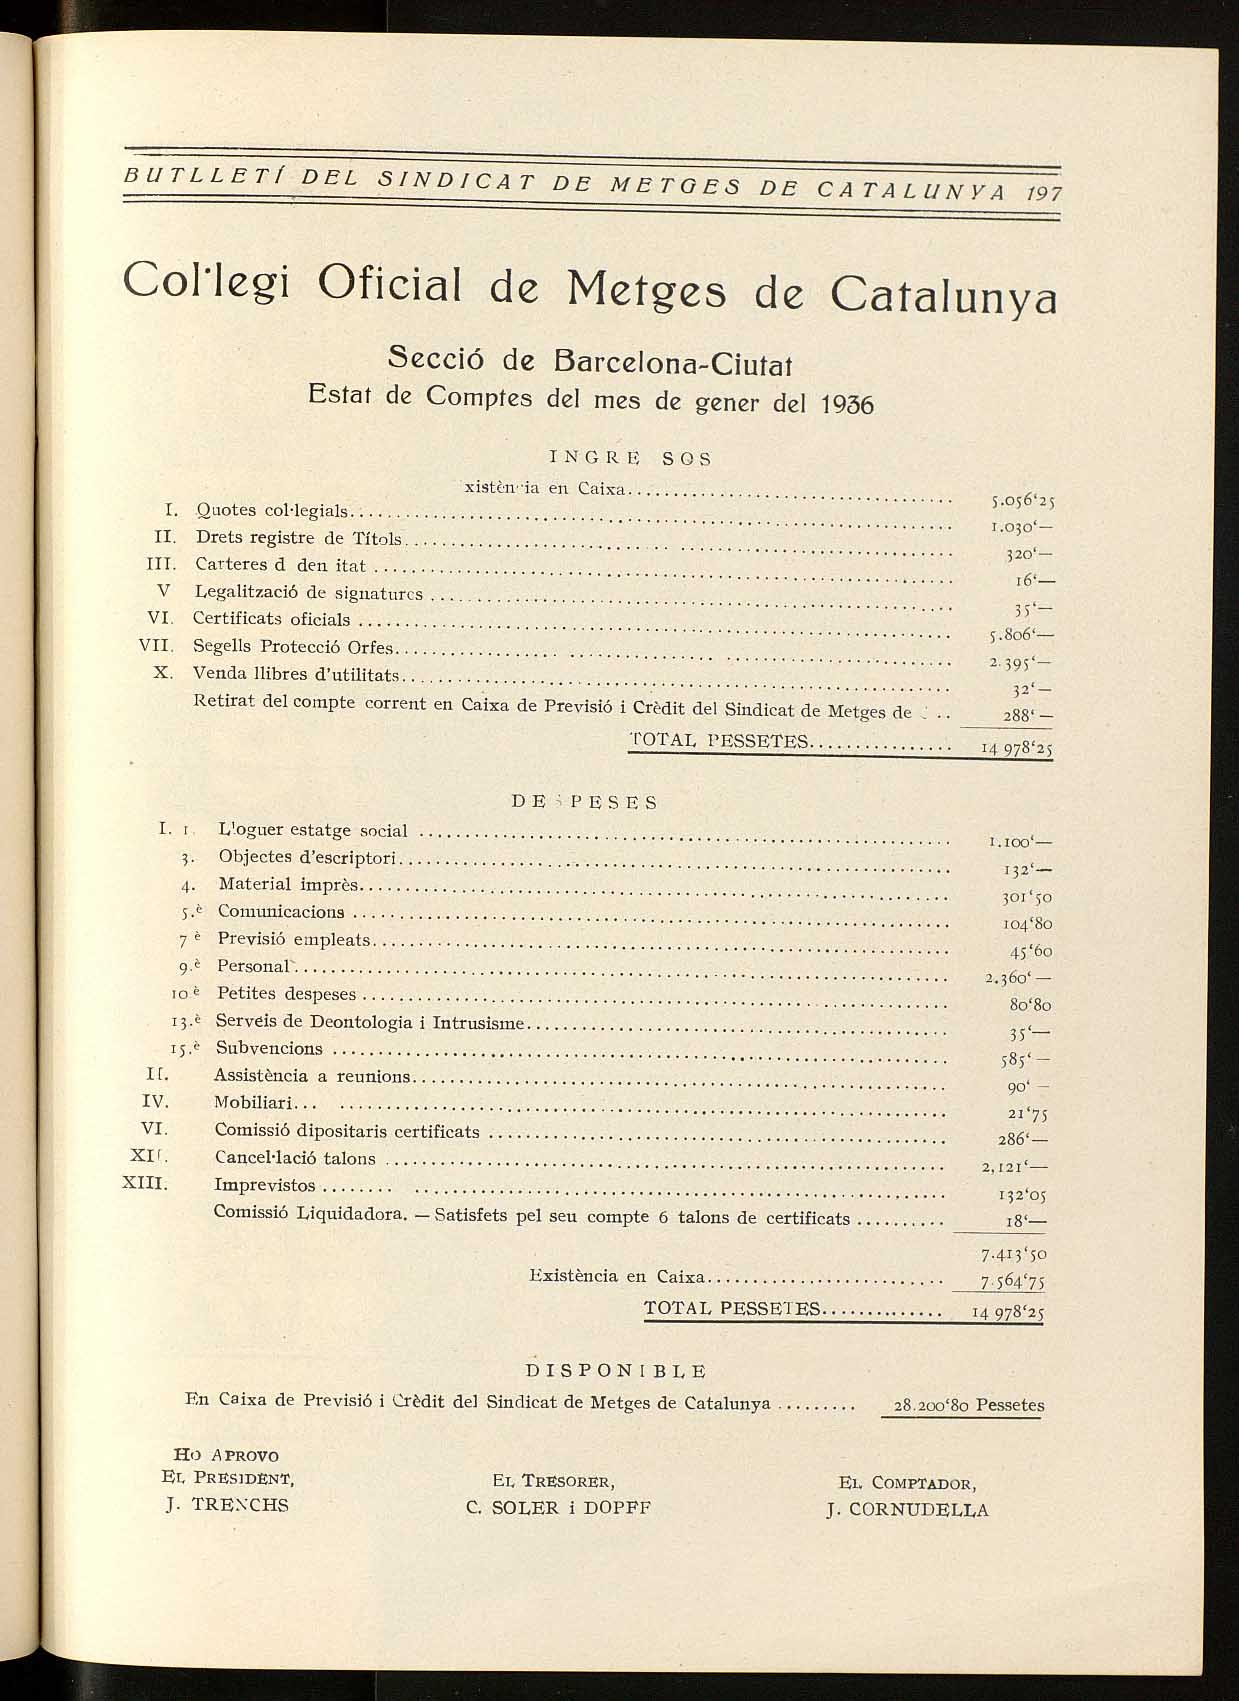 BUTLLETÍ DEL SINDICAT DE METGES DE CATALUNYA 197
Col·legi Oficial de Metges de Catalunya
Secció de Barcelona-Ciutat
Estat de Comptes del mes de gener del 1936
INGRE SOS
xistèn ia en Caixa.................................. 5.056‘25
I. Quotes col·legials.................................. 1.030‘—
II. Drets registre de Títols.................................. 320‘—
III. Carteres d den itat .................................. 16‘—
V Legalització de signatures .................................. 35‘—
VI. Certificats oficials .................................. 5.806‘—
VII. Segells Protecció Orfes.................................. 2.395‘—
X. Venda llibres d’utilitats.................................. 32‘—
Retirat del compte corrent en Caixa de Previsió i Crèdit del Sindicat de Metges de .. 288‘—
TOTAL PESSETES................ 14 978‘25
DESPESES
I. 1. Lloguer estatge social .................................. 1.100‘—
3. Objectes d’escriptori.................................. 132‘—
4. Material imprès.................................. 301‘50
5.è Comunicacions .................................. 104‘80
7 è Previsió empleats.................................. 45‘60
9.è Personal.................................. 2.360‘—
10 è Petites despeses .................................. 80‘80
13.è Serveis de Deontologia i Intrusisme.................................. 35‘—
15.è Subvencions .................................. 585‘—
II. Assistència a reunions.................................. 90‘—
IV. Mobiliari... .................................. 21‘75
VI. Comissió dipositaris certificats .................................. 286‘—
XII. Cancel·lació talons .................................. 2,121‘—
XIII. Imprevistos ........ .................................. 132‘05
Comissió Liquidadora. — Satisfets pel seu compte 6 talons de certificats .......... 18‘—
7.413‘50
Existència en Caixa.......................... 7.564‘75
TOTAL PESSETES.............. 14 978‘25
DISPONIBLE
En Caixa de Previsió i Crèdit del Sindicat de Metges de Catalunya ......... 28.200‘80 Pessetes
HO APROVO
EL PRESIDENT, EL TRESORER, EL COMPTADOR,
J. TRENCHS C. SOLER i DOPFF J. CORNUDELLA